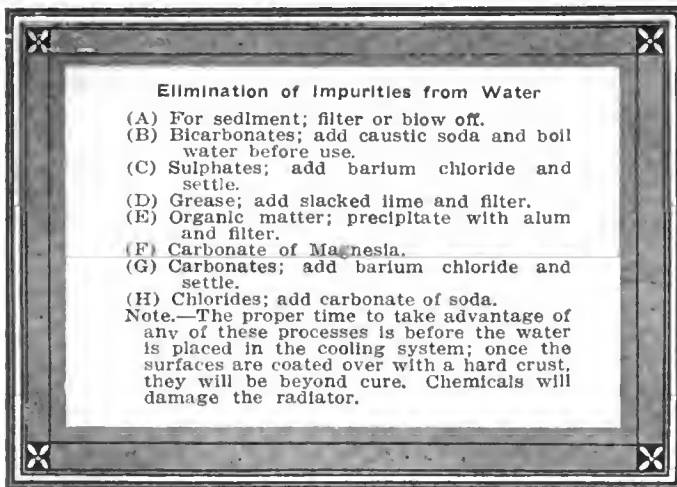 Elimination of Impurities from Water
(A) For sediment; filter or blow off.
(B) Bicarbonates; add caustic soda and boil
water before use.
(C) Sulphates; add barium chloride and
settle.
(D) Grease; add slacked lime and filter.
(E) Organic matter; precipitate with alum
and filter.
(F) Carbonate of Magnesia.
(G) Carbonates; add barium chloride and
settle.
(H) Chlorides; add carbonate of soda.
Note.—The proper time to take advantage of
any of these processes is before the water
is placed in the cooling system; once the
surfaces are coated over with a hard crust,
they will be beyond cure. Chemicals will
damage the radiator.